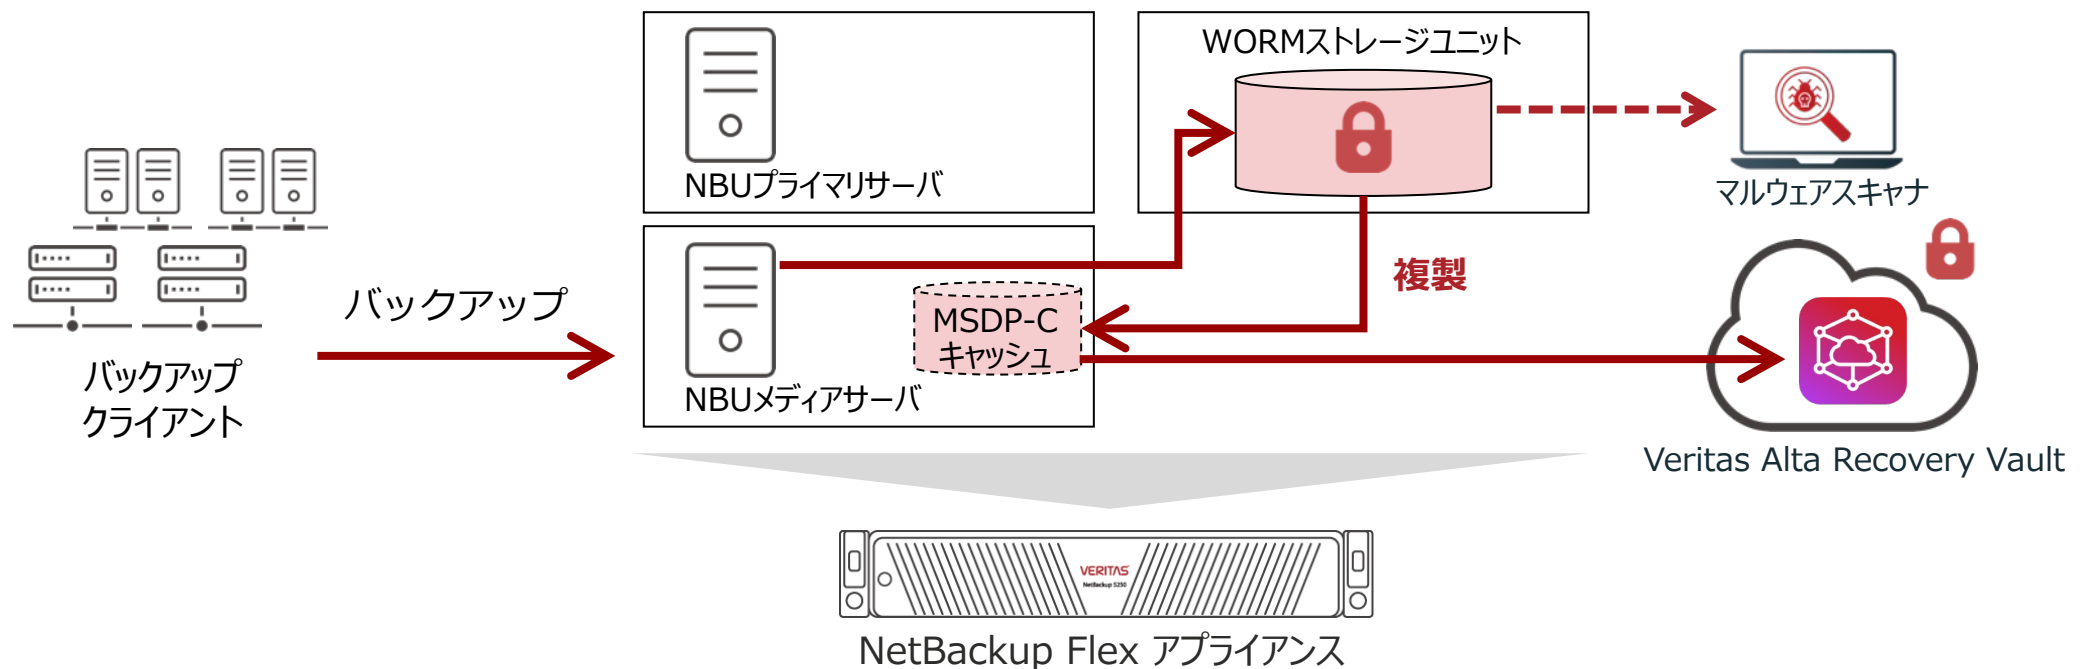 WORMストレージユニット
NBUプライマリサーバ
マルウェアスキャナ
バックアップ
複製
MSDP-C
キャッシュ
NBUメディアサーバ
バックアップ
クライアント
Veritas Alta Recovery Vault
VERITAS
NetBackup 5250
NetBackup Flex アプライアンス